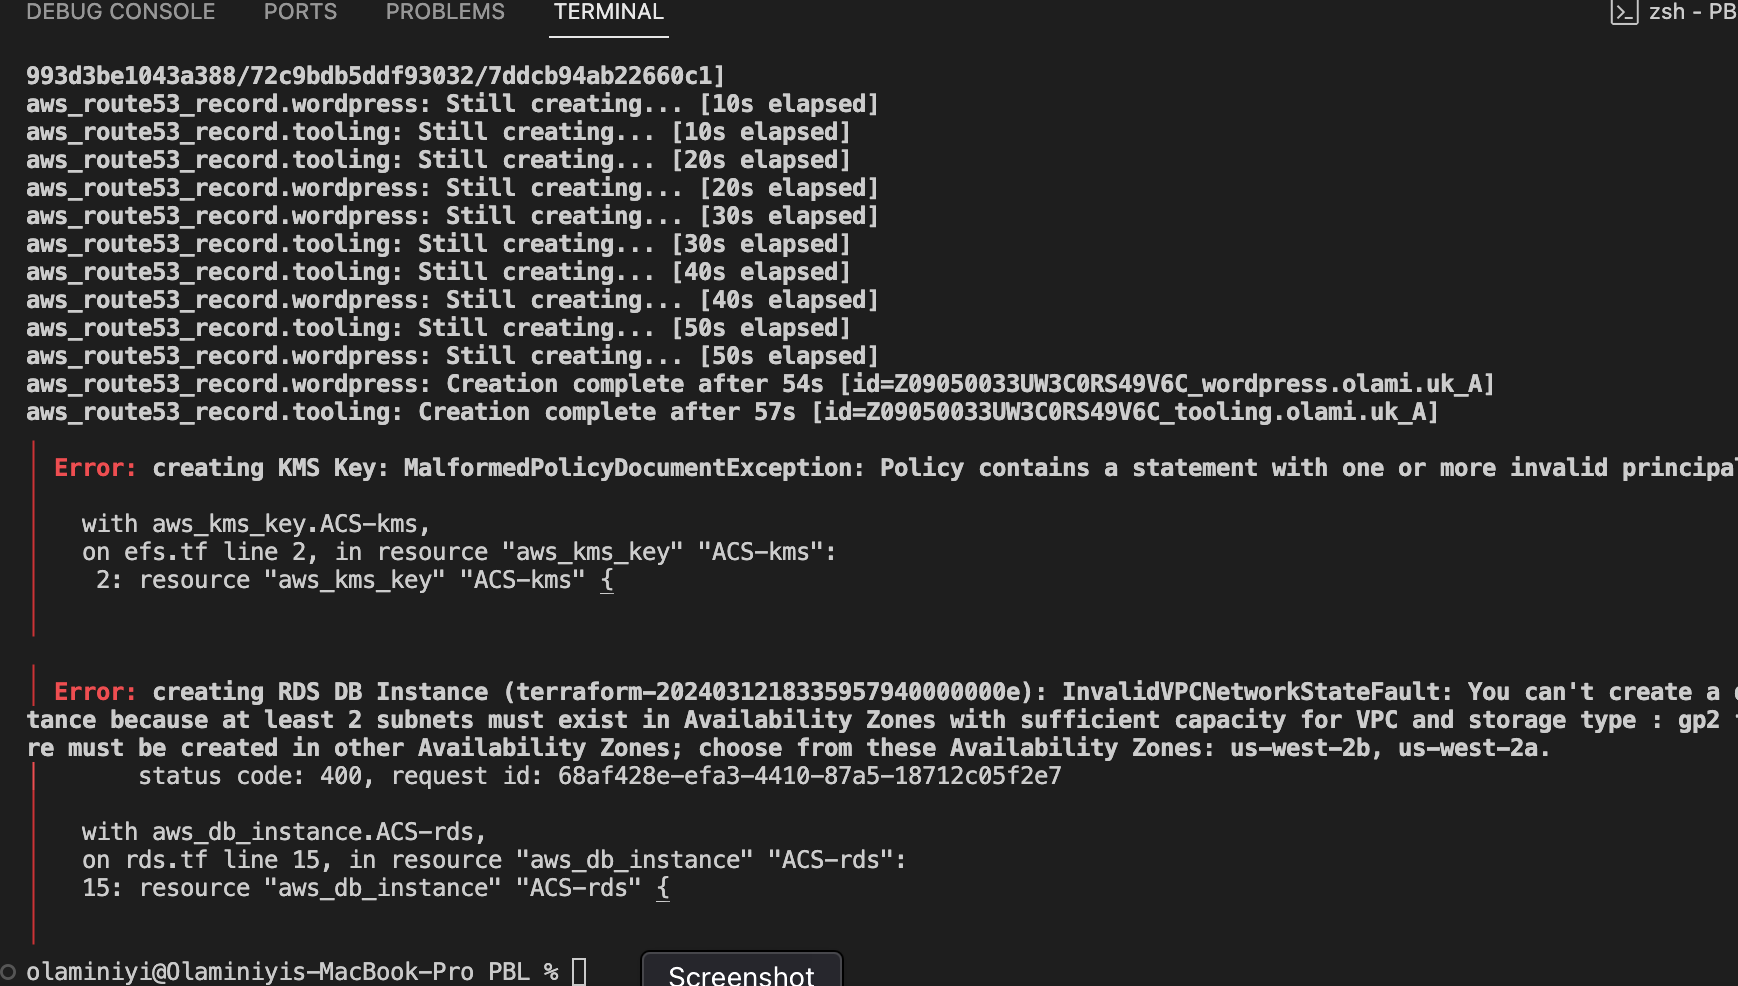 DEBUG CONSOLE PORTS PROBLEMS TERMINAL zsh - PB
993d3be1043a388/72c9bdb5ddf93032/7ddcb94ab22660c1]
aws_route53_record.wordpress: Still creating... [10s elapsed]
aws_route53_record.tooling: Still creating... [10s elapsed]
aws_route53_record.tooling: Still creating... [20s elapsed]
aws_route53_record.wordpress: Still creating... [20s elapsed]
aws_route53_record.wordpress: Still creating... [30s elapsed]
aws_route53_record.tooling: Still creating... [30s elapsed]
aws_route53_record.tooling: Still creating... [40s elapsed]
aws_route53_record.wordpress: Still creating... [40s elapsed]
aws_route53_record.tooling: Still creating... [50s elapsed]
aws_route53_record.wordpress: Still creating... [50s elapsed]
aws_route53_record.wordpress: Creation complete after 54s [id=Z09050033UW3C0RS49V6C_wordpress.olami.uk_A]
aws_route53_record.tooling: Creation complete after 57s [id=Z09050033UW3C0RS49V6C_tooling.olami.uk_A]
Error: creating KMS Key: MalformedPolicyDocumentException: Policy contains a statement with one or more invalid principal
with aws_kms_key.ACS-kms,
on efs.tf line 2, in resource "aws_kms_key" "ACS-kms":
2: resource "aws_kms_key" "ACS-kms" {
Error: creating RDS DB Instance (terraform-20240312183359579400000000e): InvalidVPCNetworkStateFault: You can't create a
tance because at least 2 subnets must exist in Availability Zones with sufficient capacity for VPC and storage type : gp2
re must be created in other Availability Zones; choose from these Availability Zones: us-west-2b, us-west-2a.
status code: 400, request id: 68af428e-efa3-4410-87a5-18712c05f2e7
with aws_db_instance.ACS-rds,
on rds.tf line 15, in resource "aws_db_instance" "ACS-rds":
15: resource "aws_db_instance" "ACS-rds" {
olaminiyi@Olaminiyis-MacBook-Pro PBL %
Screenshot